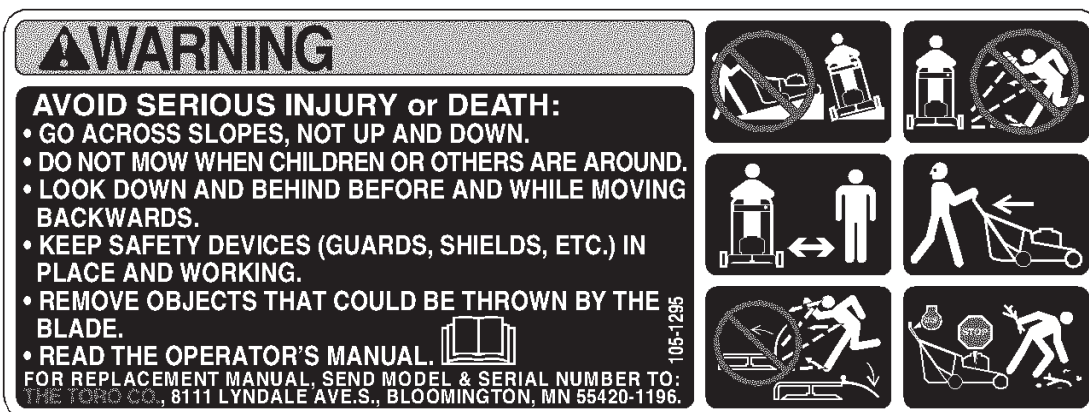 WARNING
AVOID SERIOUS INJURY or DEATH:
• GO ACROSS SLOPES, NOT UP AND DOWN.
• DO NOT MOW WHEN CHILDREN OR OTHERS ARE AROUND.
• LOOK DOWN AND BEHIND BEFORE AND WHILE MOVING
BACKWARDS.
• KEEP SAFETY DEVICES (GUARDS, SHIELDS, ETC.) IN
PLACE AND WORKING.
• REMOVE OBJECTS THAT COULD BE THROWN BY THE
BLADE.
• READ THE OPERATOR'S MANUAL.
105-1295
FOR REPLACEMENT MANUAL, SEND MODEL & SERIAL NUMBER TO:
THE TORO CO., 8111 LYNDALE AVE.S., BLOOMINGTON, MN 55420-1196.
STOP